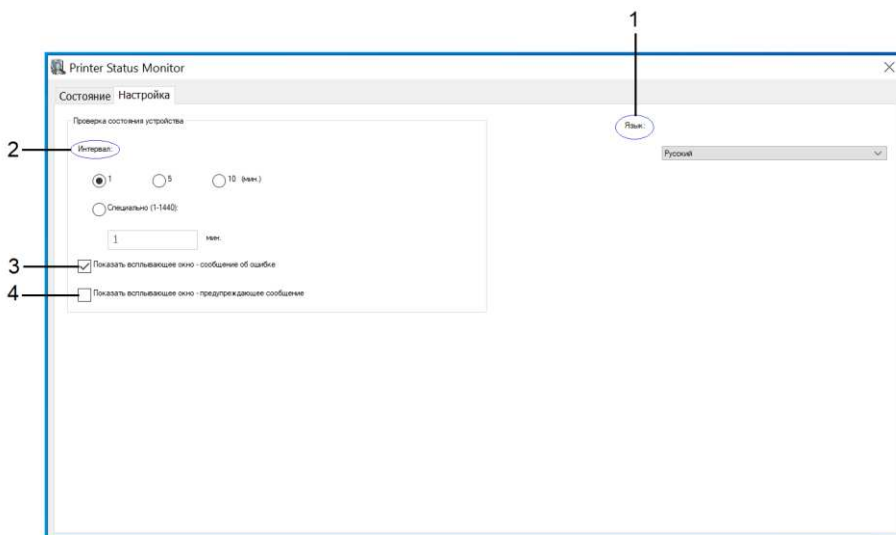 1
Printer Status Monitor
Состояние Настройка
Проверка состояния устройства
Язык:
2
Интервал:
Русский
1 5 10 (мин.)
Специально (1-1440):
1 мин.
3
Показать всплывающее окно - сообщение об ошибке
4
Показать всплывающее окно - предупреждающее сообщение